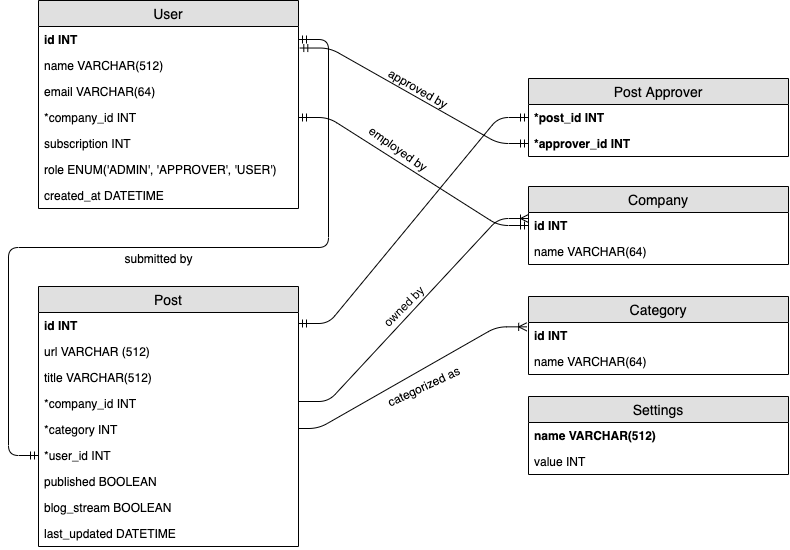 User
id INT
name VARCHAR(512)
email VARCHAR(64)
*company_id INT
subscription INT
role ENUM('ADMIN', 'APPROVER', 'USER')
created_at DATETIME
approved by
employed by
submitted by
owned by
categorized as
Post Approver
*post_id INT
*approver_id INT
Company
id INT
name VARCHAR(64)
Category
id INT
name VARCHAR(64)
Settings
name VARCHAR(512)
value INT
Post
id INT
url VARCHAR (512)
title VARCHAR(512)
*company_id INT
*category INT
*user_id INT
published BOOLEAN
blog_stream BOOLEAN
last_updated DATETIME